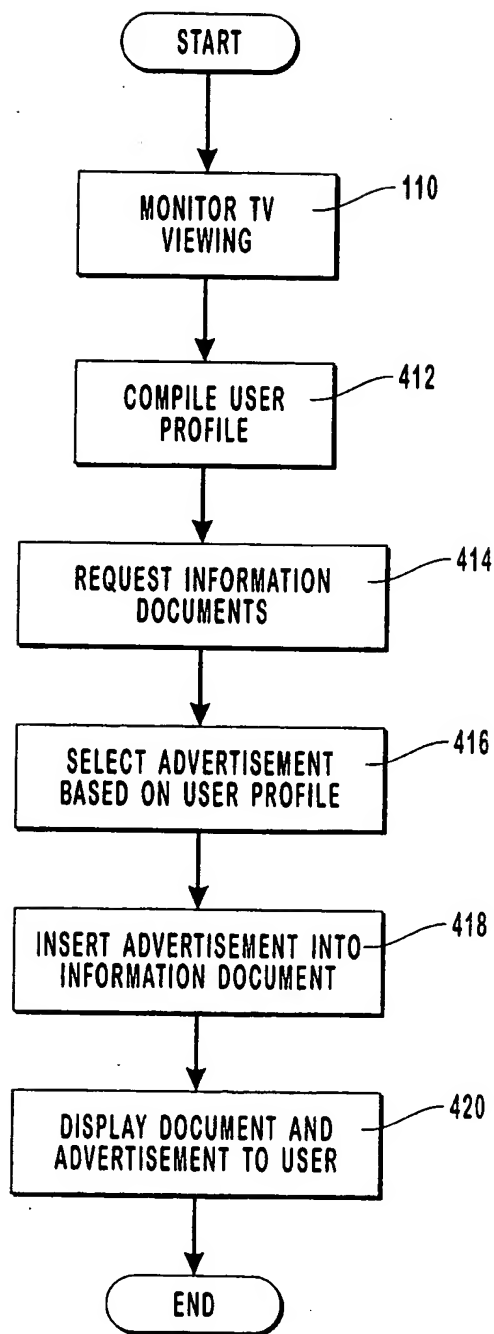 START
MONITOR TV
VIEWING
110
COMPILE USER
PROFILE
412
REQUEST INFORMATION
DOCUMENTS
414
SELECT ADVERTISEMENT
BASED ON USER PROFILE
416
INSERT ADVERTISEMENT INTO
INFORMATION DOCUMENT
418
DISPLAY DOCUMENT AND
ADVERTISEMENT TO USER
420
END